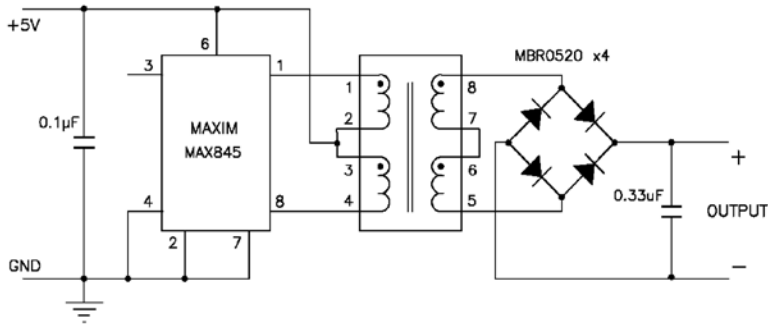 +5V
6
3
1
0.1µF
MAXIM
MAX845
4
8
2
7
GND
1
2
3
4
8
7
6
5
MBR0520 x4
0.33uF
+
OUTPUT
−